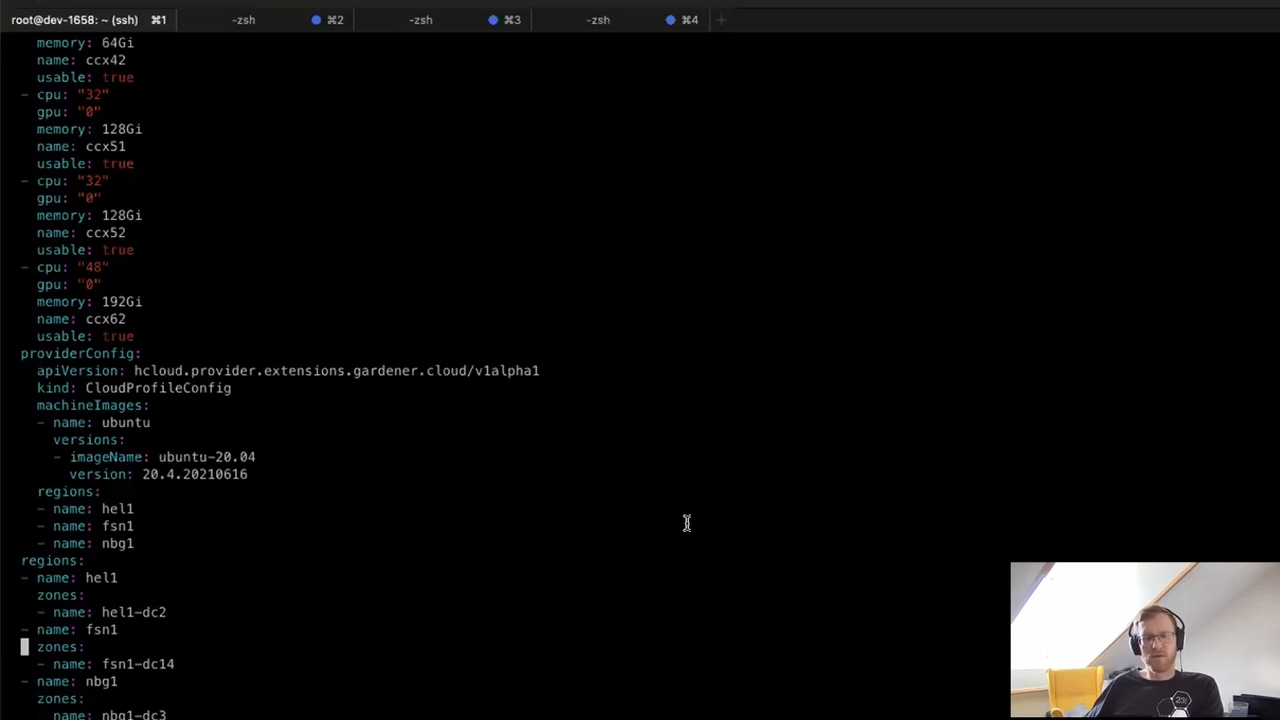 root@dev-1658: ~ (ssh) ⌘1 -zsh ⌘2 -zsh ⌘3 -zsh ⌘4 +
memory: 64Gi
name: ccx42
usable: true
- cpu: "32"
gpu: "0"
memory: 128Gi
name: ccx51
usable: true
- cpu: "32"
gpu: "0"
memory: 128Gi
name: ccx52
usable: true
- cpu: "48"
gpu: "0"
memory: 192Gi
name: ccx62
usable: true
providerConfig:
apiVersion: hcloud.provider.extensions.gardener.cloud/v1alpha1
kind: CloudProfileConfig
machineImages:
- name: ubuntu
versions:
- imageName: ubuntu-20.04
version: 20.4.20210616
regions:
- name: hel1
- name: fsn1
- name: nbg1
regions:
- name: hel1
zones:
- name: hel1-dc2
- name: fsn1
zones:
- name: fsn1-dc14
- name: nbg1
zones:
- name: nbg1-dc3
23